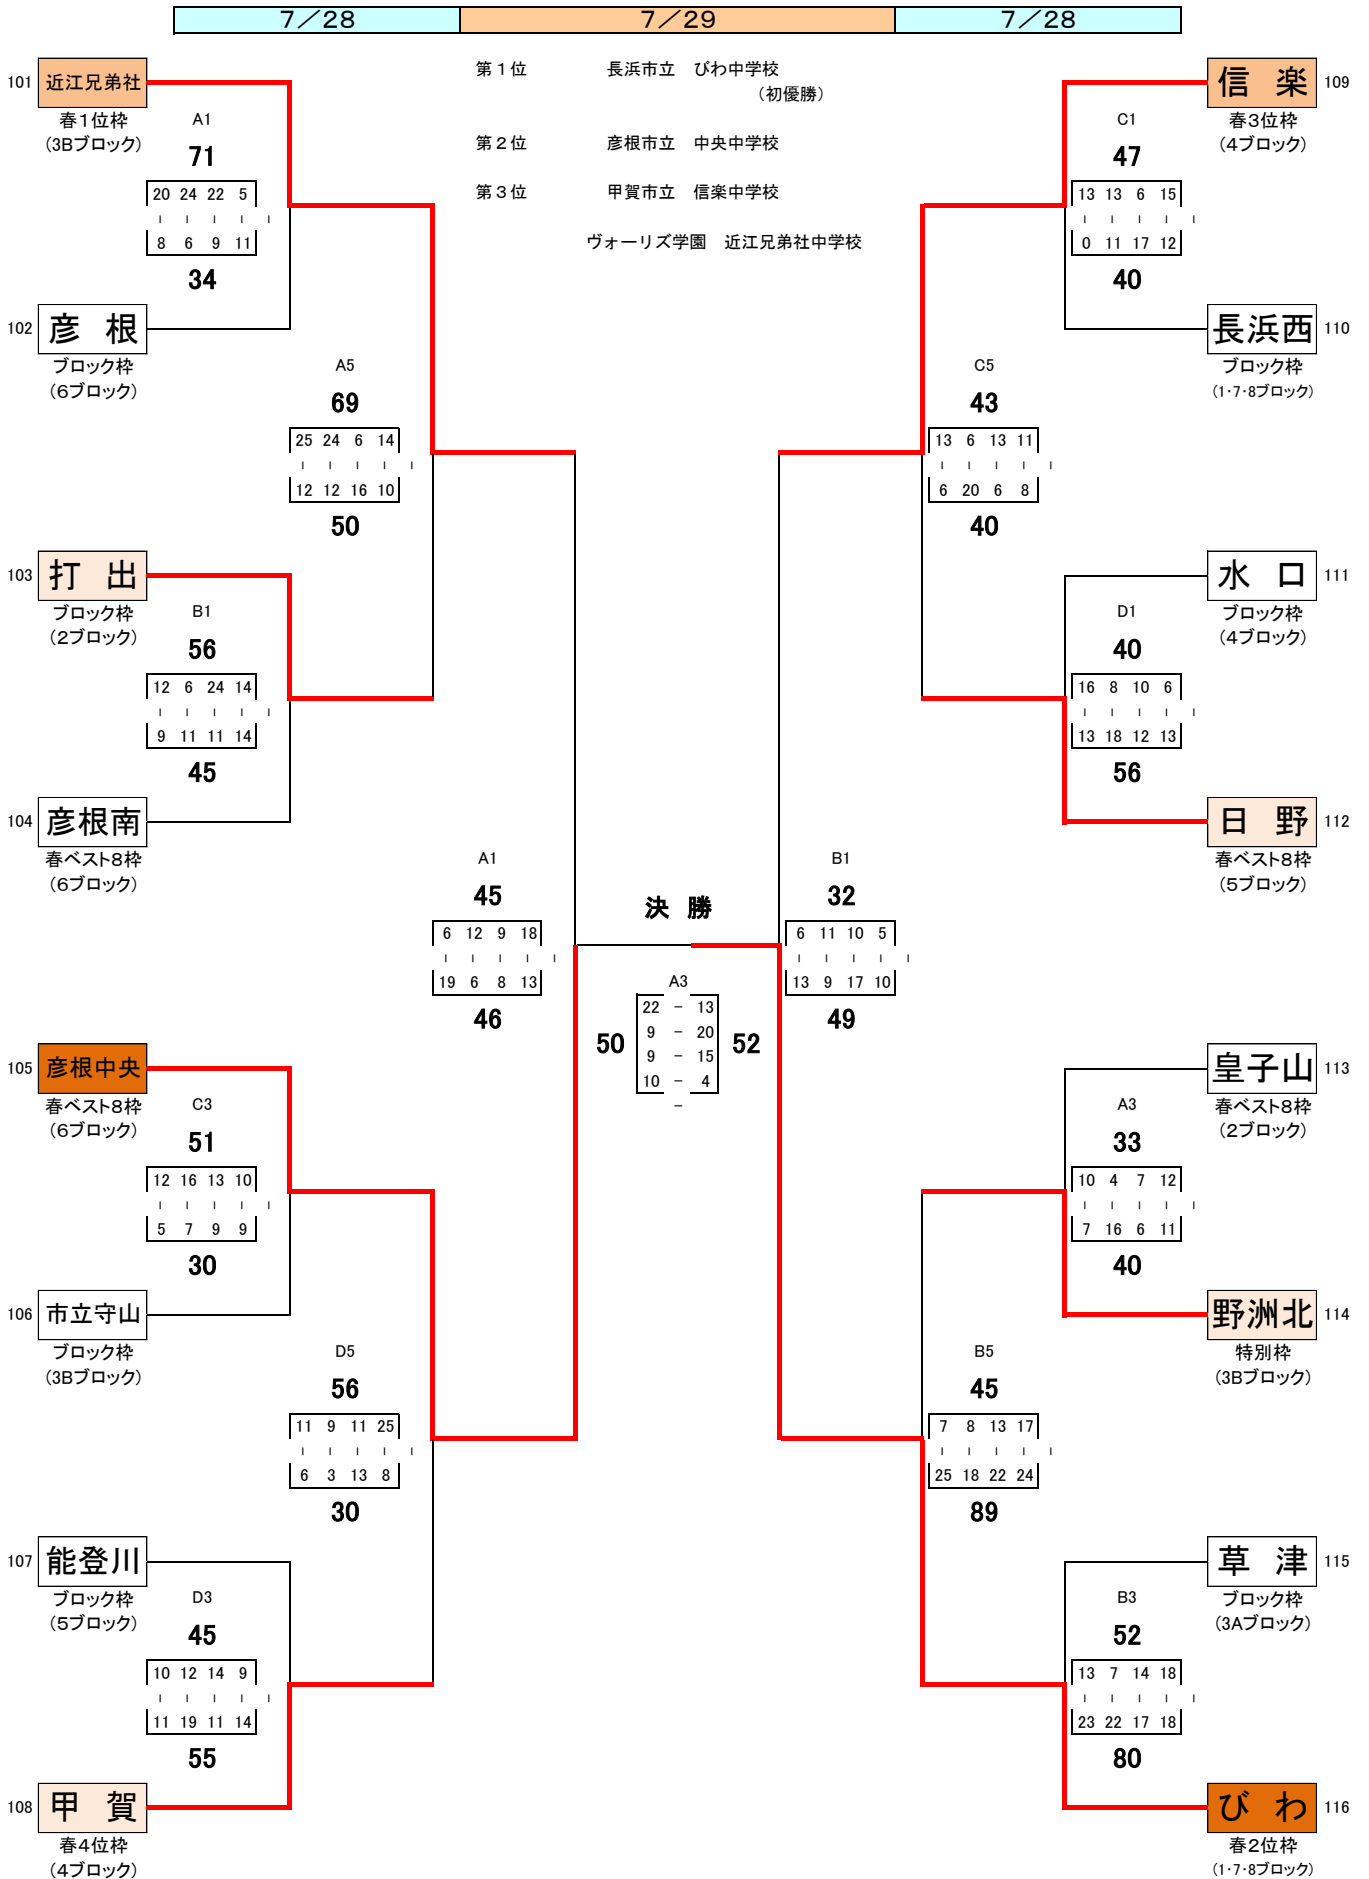 7／28　7／29　7／28
第1位　長浜市立　びわ中学校
（初優勝）
第2位　彦根市立　中央中学校
第3位　甲賀市立　信楽中学校
ヴォーリズ学園　近江兄弟社中学校
101 近江兄弟社
春1位枠
(3Bブロック)
A1
71
20 24 22 5
8 6 9 11
34
102 彦　根
ブロック枠
(6ブロック)
A5
69
25 24 6 14
12 12 16 10
50
103 打　出
ブロック枠
(2ブロック)
B1
56
12 6 24 14
9 11 11 14
45
104 彦根南
春ベスト8枠
(6ブロック)
A1
45
6 12 9 18
19 6 8 13
46
105 彦根中央
春ベスト8枠
(6ブロック)
C3
51
12 16 13 10
5 7 9 9
30
106 市立守山
ブロック枠
(3Bブロック)
D5
56
11 9 11 25
6 3 13 8
30
107 能登川
ブロック枠
(5ブロック)
D3
45
10 12 14 9
11 19 11 14
55
108 甲　賀
春4位枠
(4ブロック)
決　勝
A3
22 － 13
9 － 20
50　52
9 － 15
10 － 4
－
信　楽 109
春3位枠
(4ブロック)
C1
47
13 13 6 15
0 11 17 12
40
長浜西 110
ブロック枠
(1・7・8ブロック)
C5
43
13 6 13 11
6 20 6 8
40
水　口 111
ブロック枠
(4ブロック)
D1
40
16 8 10 6
13 18 12 13
56
日　野 112
春ベスト8枠
(5ブロック)
B1
32
6 11 10 5
13 9 17 10
49
皇子山 113
春ベスト8枠
(2ブロック)
A3
33
10 4 7 12
7 16 6 11
40
野洲北 114
特別枠
(3Bブロック)
B5
45
7 8 13 17
25 18 22 24
89
草　津 115
ブロック枠
(3Aブロック)
B3
52
13 7 14 18
23 22 17 18
80
びわ 116
春2位枠
(1・7・8ブロック)